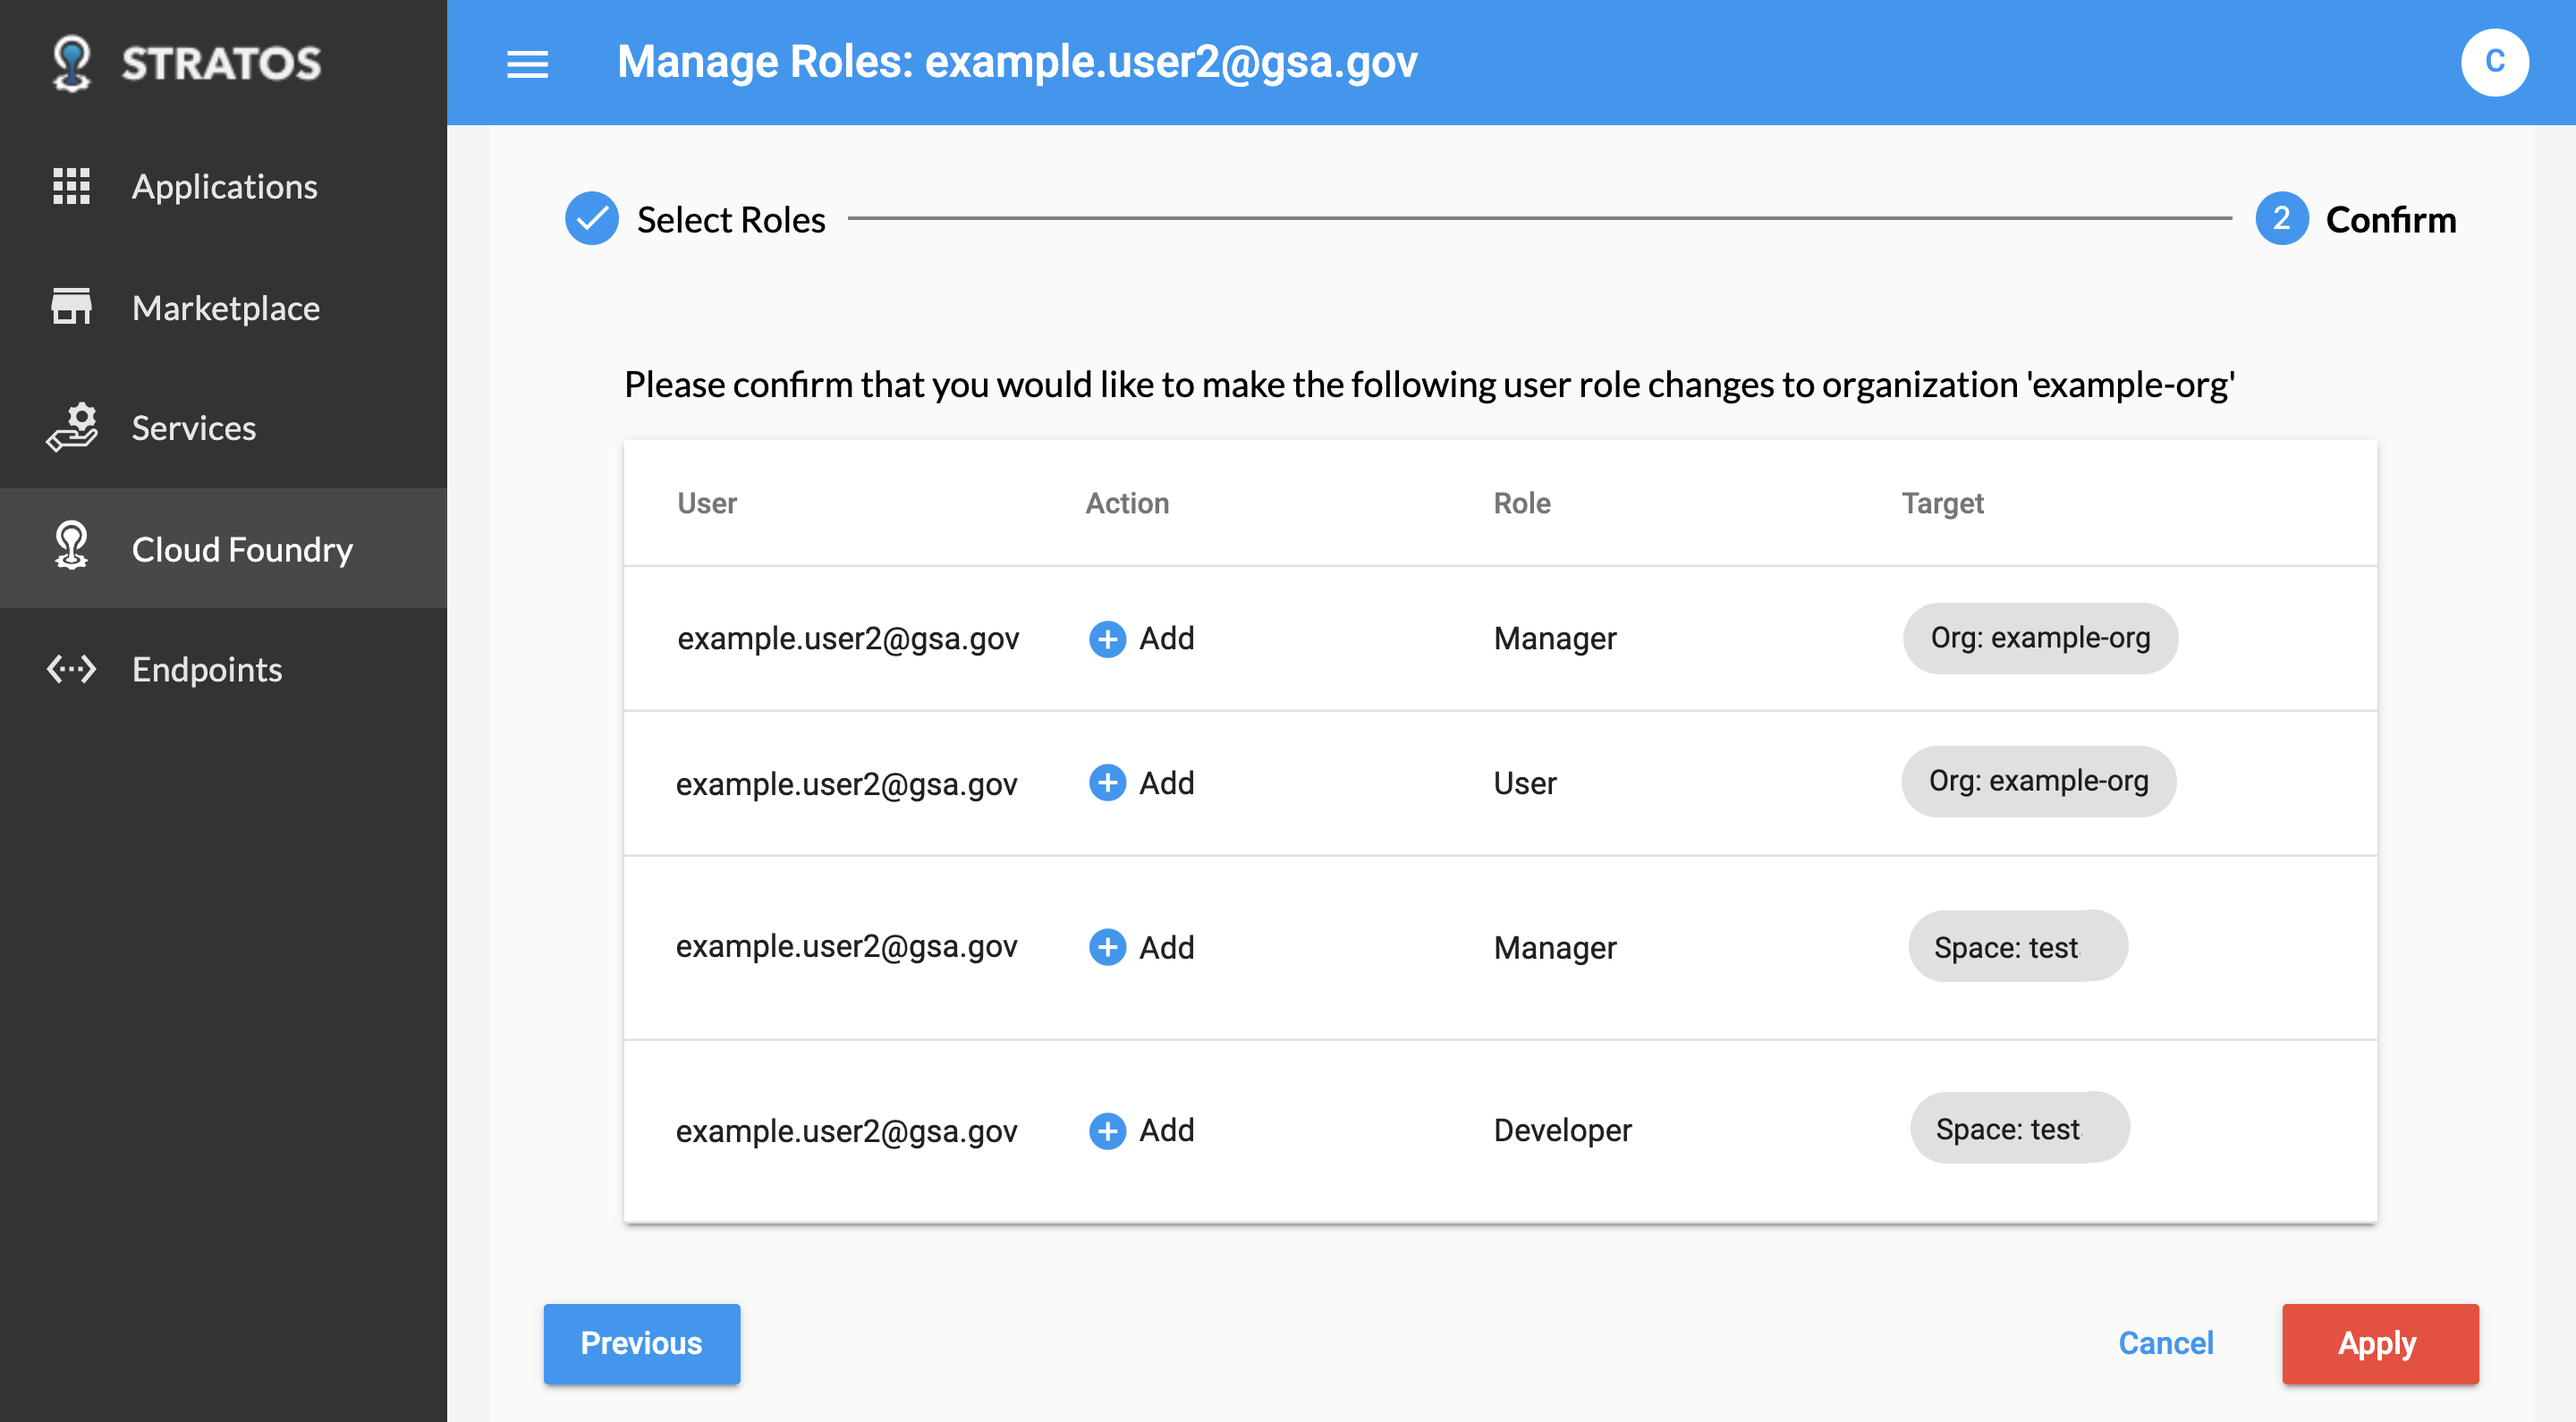 STRATOS
Manage Roles: example.user2@gsa.gov
C
Applications
Marketplace
Services
Cloud Foundry
Endpoints
Select Roles
2 Confirm
Please confirm that you would like to make the following user role changes to organization 'example-org'
User Action Role Target
example.user2@gsa.gov Add Manager Org: example-org
example.user2@gsa.gov Add User Org: example-org
example.user2@gsa.gov Add Manager Space: test
example.user2@gsa.gov Add Developer Space: test
Previous Cancel Apply